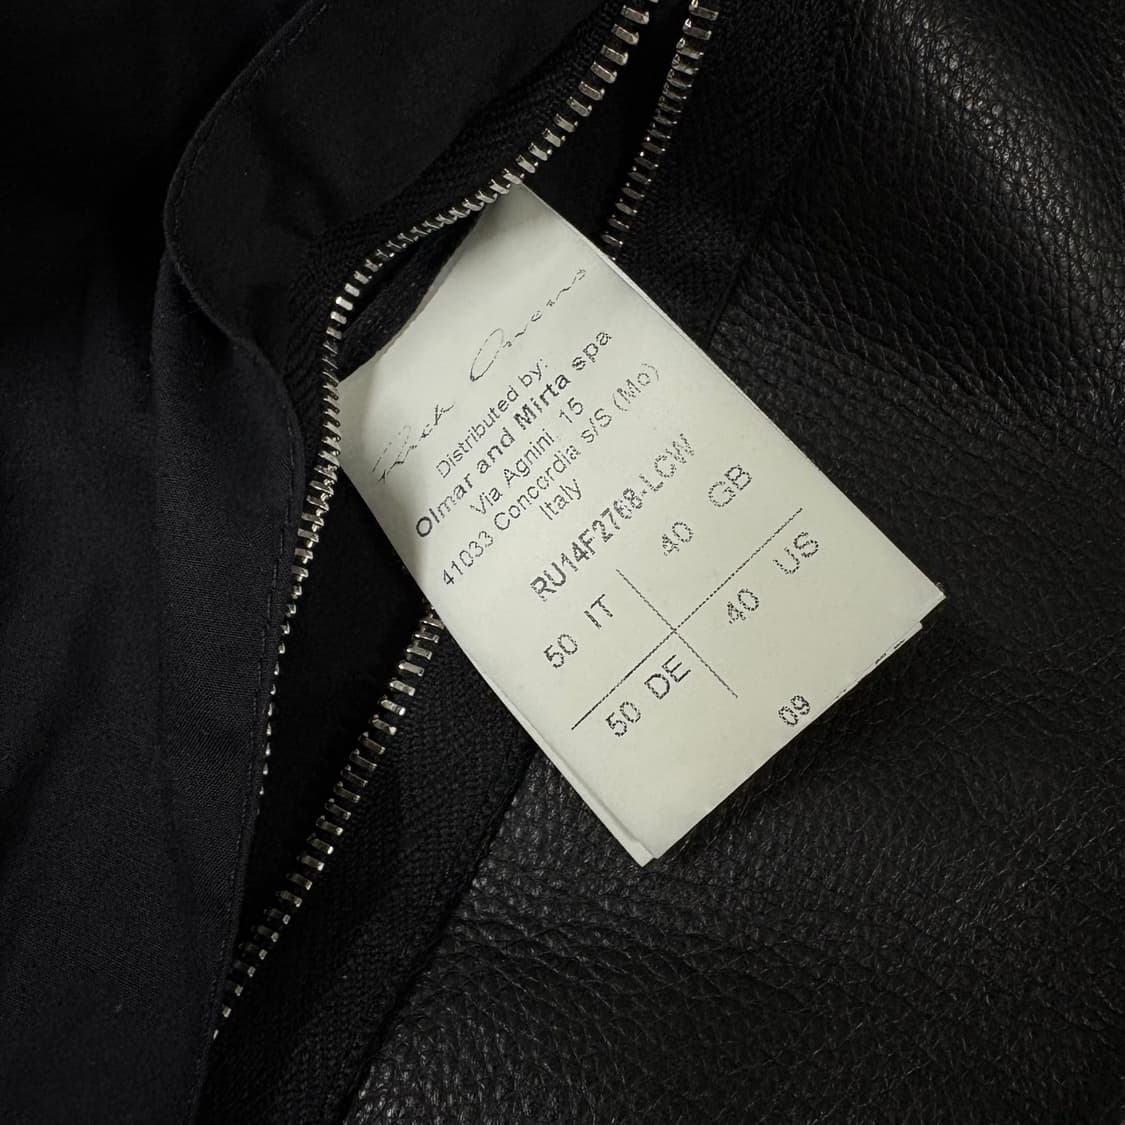 Rick Owens
Distributed by:
Olmar and Mirta spa
Via Agnini, 15
41033 Concordia s/S (Mo)
Italy
RU14F2768-LCW
50 IT 40 GB
50 DE 40 US
09